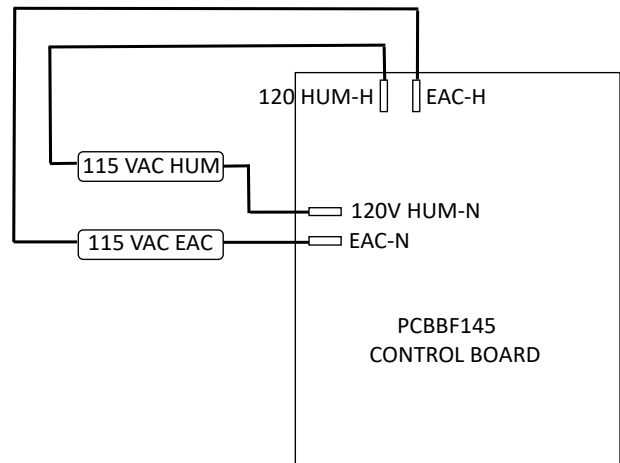 120 HUM-H
EAC-H
115 VAC HUM
120V HUM-N
115 VAC EAC
EAC-N
PCBBF145
CONTROL BOARD